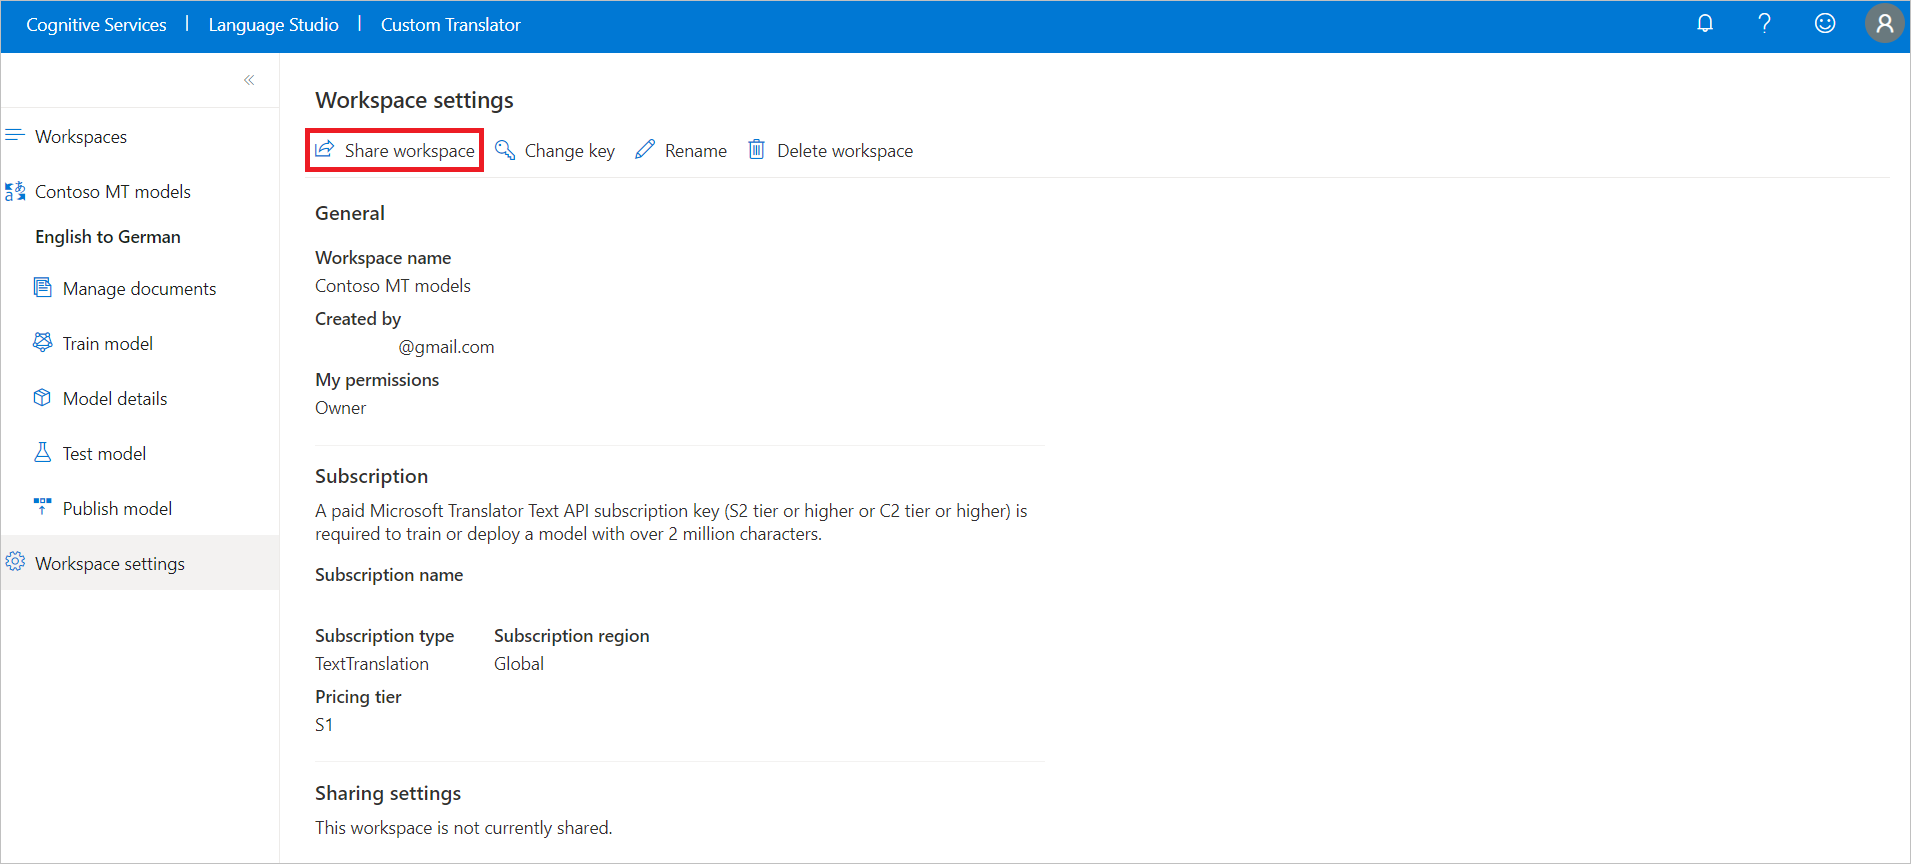 Cognitive Services | Language Studio | Custom Translator
Workspaces
Contoso MT models
English to German
Manage documents
Train model
Model details
Test model
Publish model
Workspace settings
Workspace settings
Share workspace Change key Rename Delete workspace
General
Workspace name
Contoso MT models
Created by
@gmail.com
My permissions
Owner
Subscription
A paid Microsoft Translator Text API subscription key (S2 tier or higher or C2 tier or higher) is
required to train or deploy a model with over 2 million characters.
Subscription name
Subscription type Subscription region
TextTranslation Global
Pricing tier
S1
Sharing settings
This workspace is not currently shared.